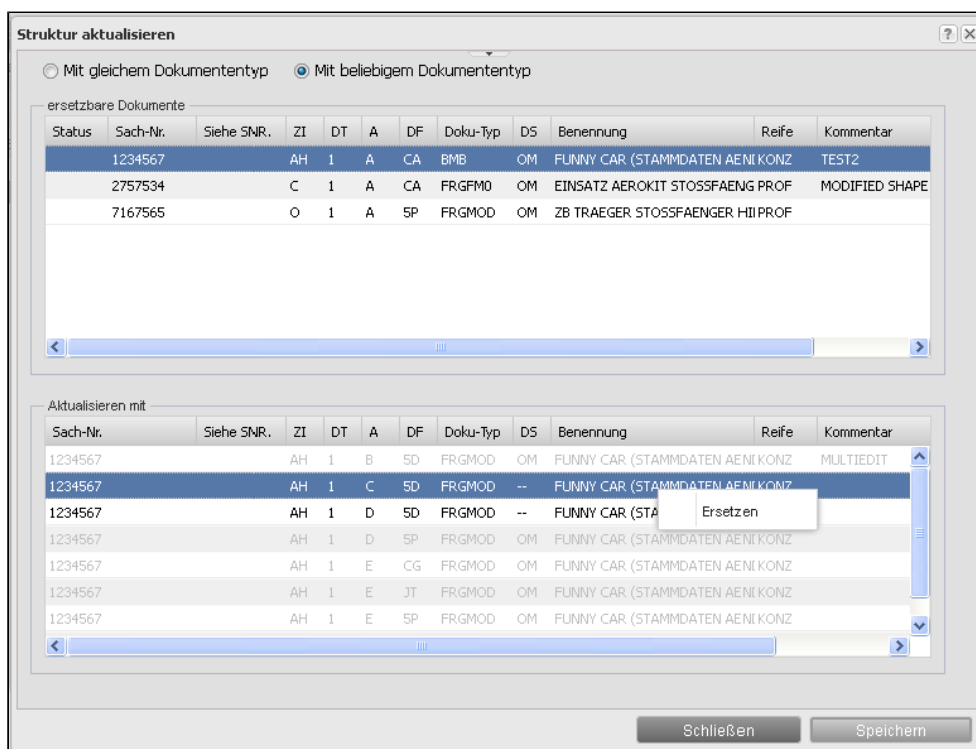 Struktur aktualisieren ?
Mit gleichem Dokumententyp Mit beliebigem Dokumententyp
ersetzbare Dokumente
Status Sach-Nr. Siehe SNR. ZI DT A DF Doku-Typ DS Benennung Reife Kommentar
1234567 AH 1 A CA BMB OM FUNNY CAR (STAMMDATEN AENI KONZ TEST2
2757534 C 1 A CA FRGFM0 OM EINSATZ AEROKIT STOSSFAENG PROF MODIFIED SHAPE
7167565 O 1 A 5P FRGMOD OM ZB TRAEGER STOSSFAENGER HII PROF
Aktualisieren mit
Sach-Nr. Siehe SNR. ZI DT A DF Doku-Typ DS Benennung Reife Kommentar
1234567 AH 1 B 5D FRGMOD OM FUNNY CAR (STAMMDATEN AENI KONZ MULTIEDIT
1234567 AH 1 C 5D FRGMOD -- FUNNY CAR (STAMMDATEN AENI KONZ
1234567 AH 1 D 5D FRGMOD -- FUNNY CAR (STA Ersetzen
1234567 AH 1 D 5P FRGMOD OM FUNNY CAR (STAMMDATEN AENI KONZ
1234567 AH 1 E CG FRGMOD OM FUNNY CAR (STAMMDATEN AENI KONZ
1234567 AH 1 E JT FRGMOD OM FUNNY CAR (STAMMDATEN AENI KONZ
1234567 AH 1 E 5P FRGMOD OM FUNNY CAR (STAMMDATEN AENI KONZ
Schließen Speichern